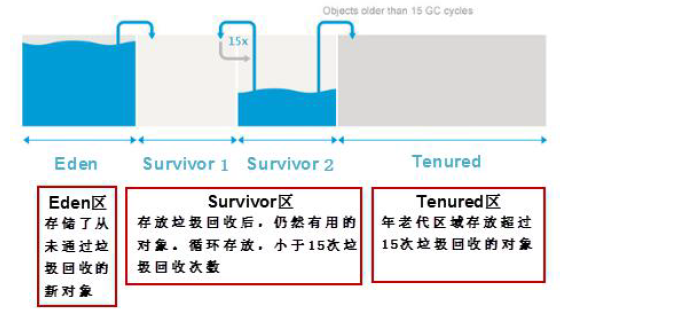 Objects older than 15 GC cycles
15x
Eden
Survivor 1
Survivor 2
Tenured
Eden区
存储了从
未通过垃
圾回收的
新对象
Survivor区
存放垃圾回收后，仍然有用的
对象。循环存放，小于15次垃
圾回收次数
Tenured区
年老代区域存放超过
15次垃圾回收的对象